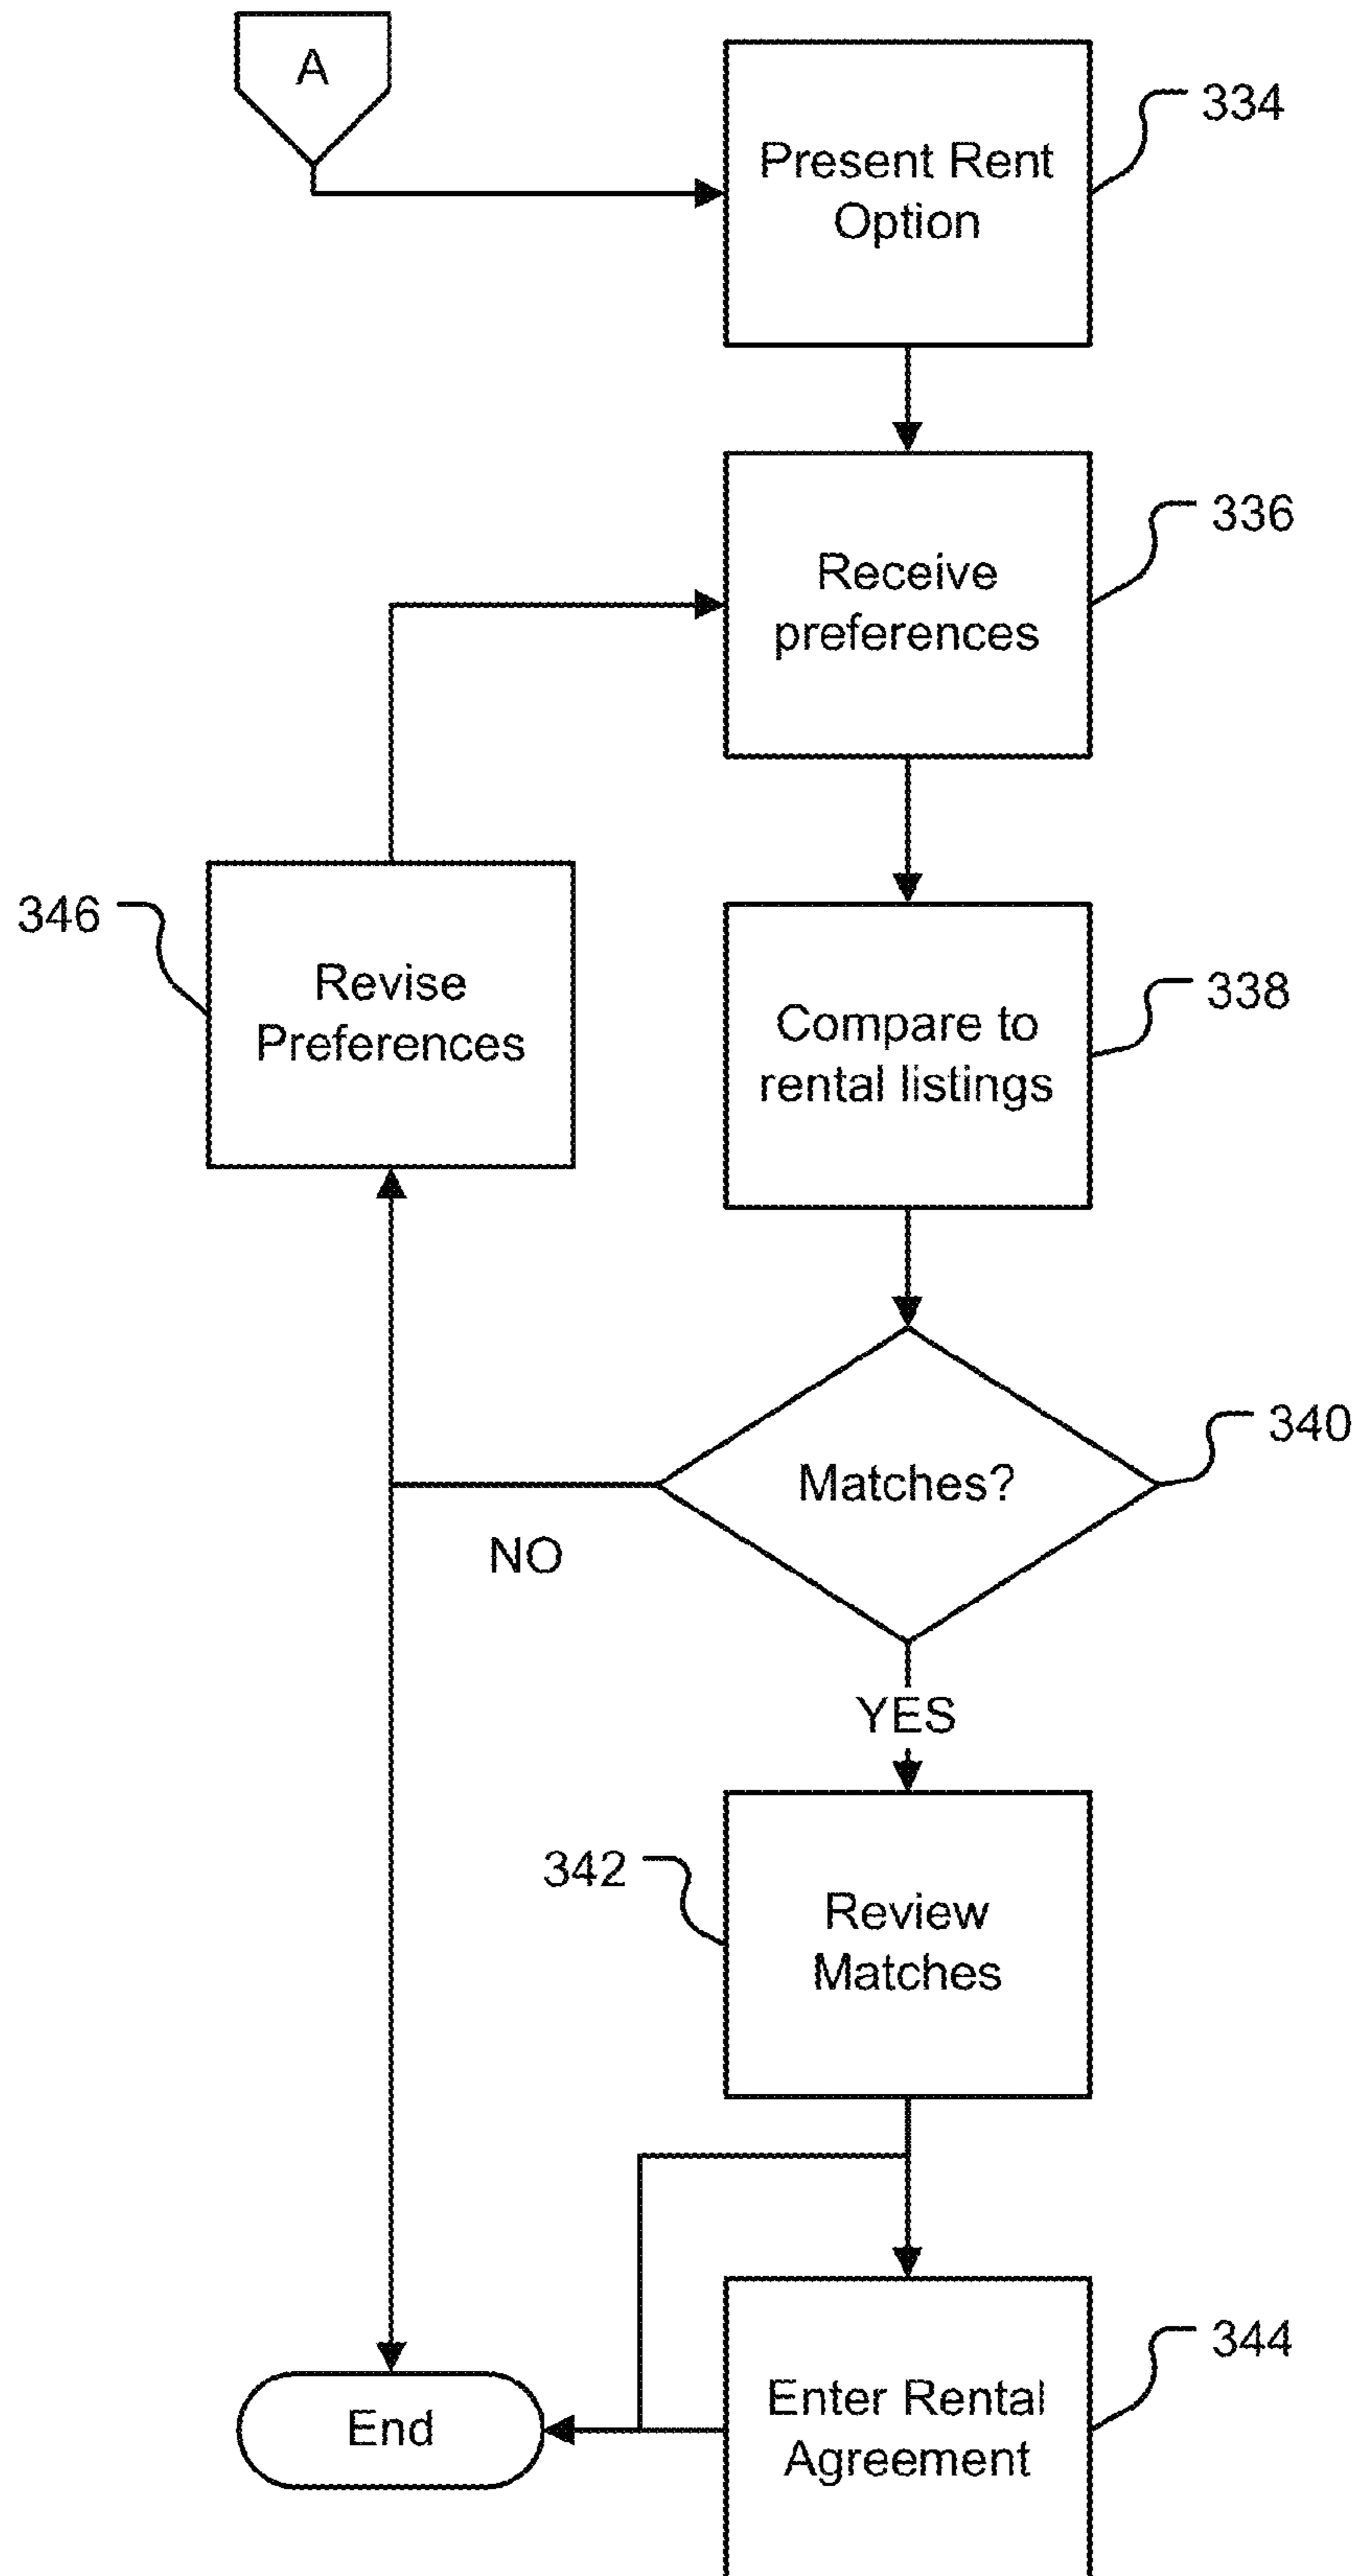 A
334
Present Rent
Option
336
Receive
preferences
346
Revise
Preferences
338
Compare to
rental listings
340
Matches?
NO
YES
342
Review
Matches
344
Enter Rental
Agreement
End